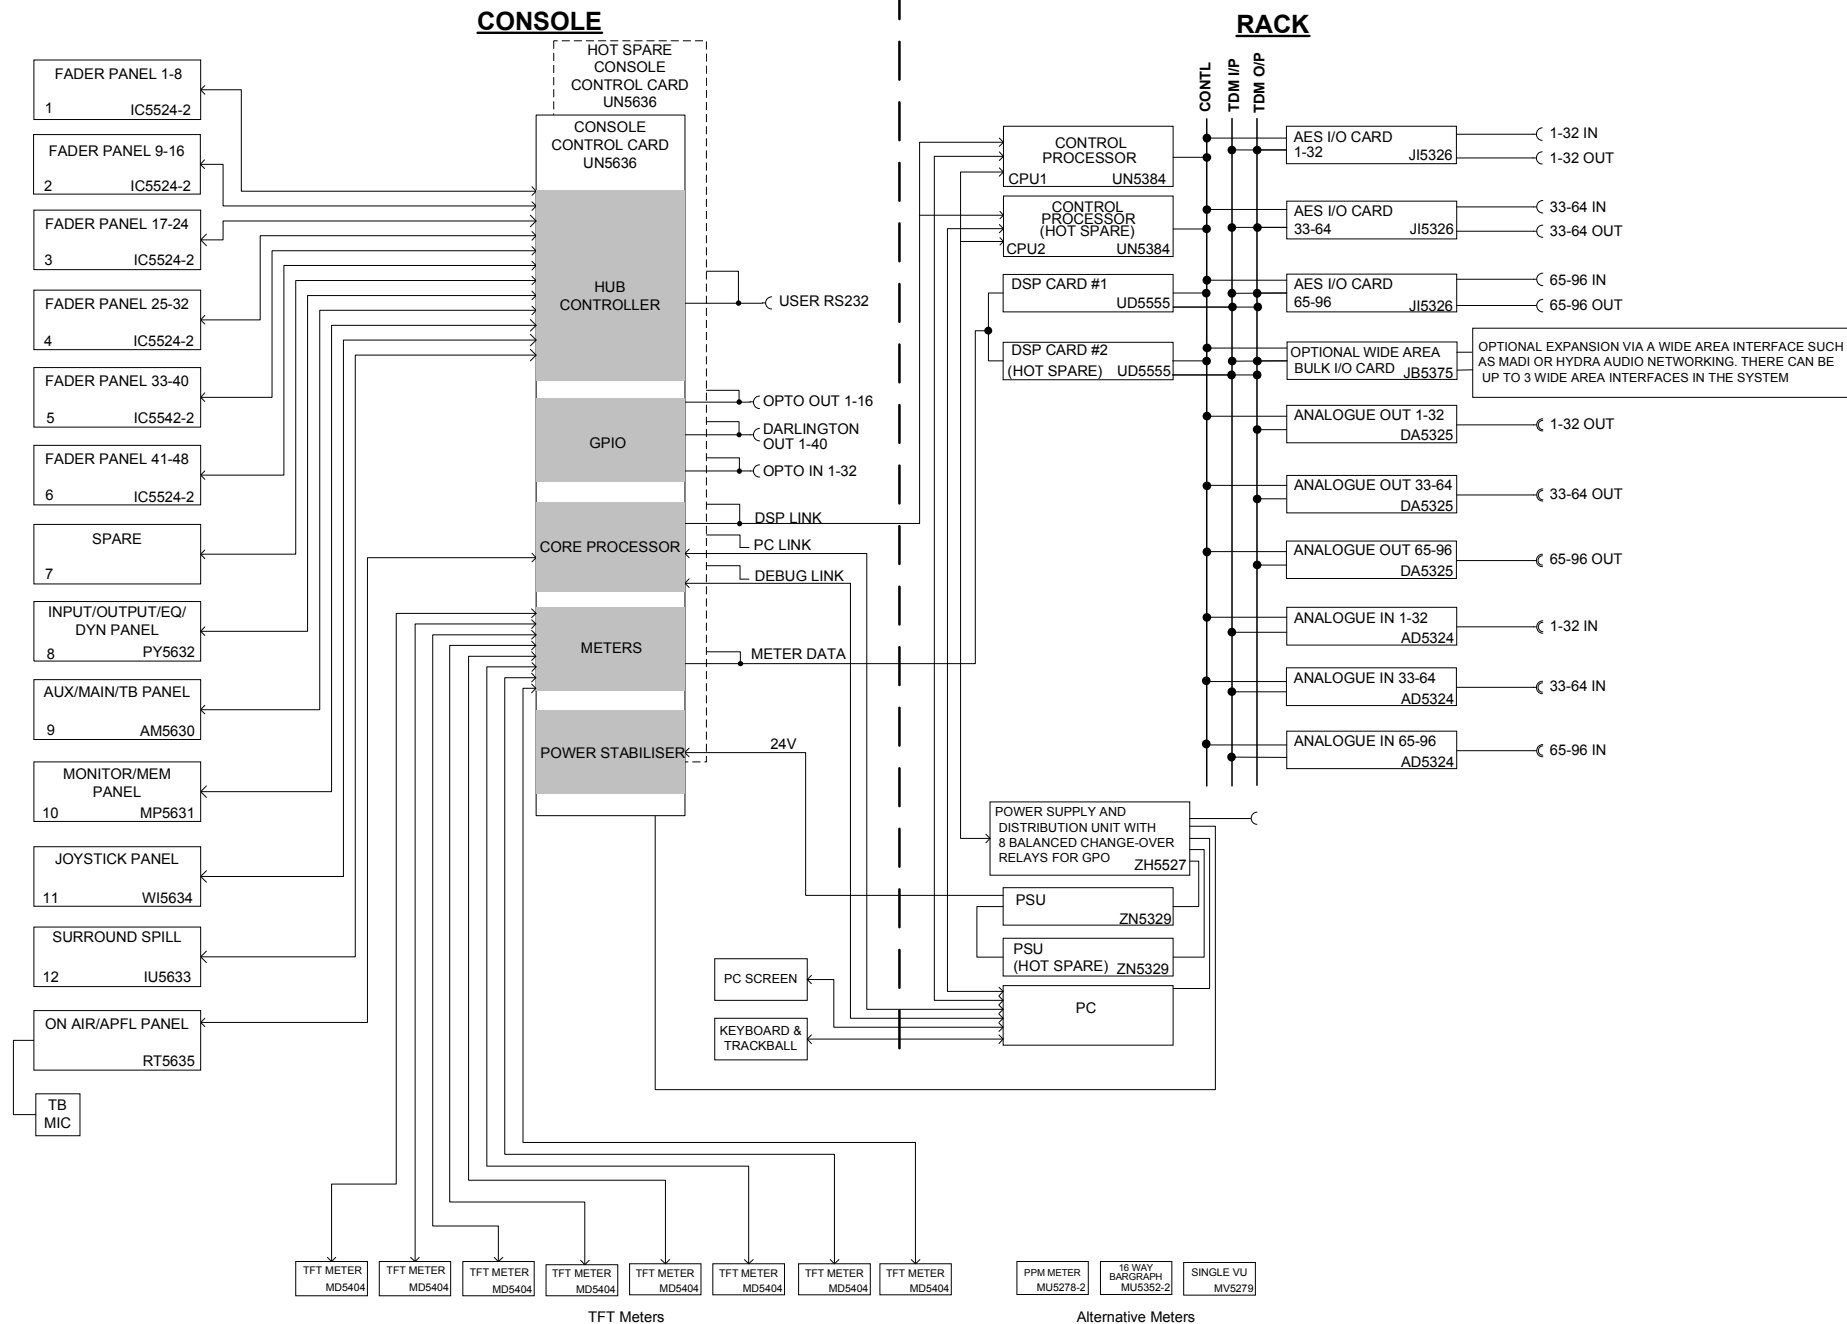 CONSOLE
RACK
FADER PANEL 1-8
1 IC5524-2
FADER PANEL 9-16
2 IC5524-2
FADER PANEL 17-24
3 IC5524-2
FADER PANEL 25-32
4 IC5524-2
FADER PANEL 33-40
5 IC5542-2
FADER PANEL 41-48
6 IC5524-2
SPARE
7
INPUT/OUTPUT/EQ/
DYN PANEL
8 PY5632
AUX/MAIN/TB PANEL
9 AM5630
MONITOR/MEM
PANEL
10 MP5631
JOYSTICK PANEL
11 WI5634
SURROUND SPILL
12 IU5633
ON AIR/APFL PANEL
RT5635
TB
MIC
HOT SPARE
CONSOLE
CONTROL CARD
UN5636
CONSOLE
CONTROL CARD
UN5636
HUB
CONTROLLER
GPIO
CORE PROCESSOR
METERS
POWER STABILISER
USER RS232
OPTO OUT 1-16
DARLINGTON
OUT 1-40
OPTO IN 1-32
DSP LINK
PC LINK
DEBUG LINK
METER DATA
24V
PC SCREEN
KEYBOARD &
TRACKBALL
CONTROL
PROCESSOR
CPU1 UN5384
CONTROL
PROCESSOR
(HOT SPARE)
CPU2 UN5384
DSP CARD #1
UD5555
DSP CARD #2
(HOT SPARE) UD5555
CONTL
TDM I/P
TDM O/P
AES I/O CARD
1-32 JI5326
1-32 IN
1-32 OUT
AES I/O CARD
33-64 JI5326
33-64 IN
33-64 OUT
AES I/O CARD
65-96 JI5326
65-96 IN
65-96 OUT
OPTIONAL WIDE AREA
BULK I/O CARD JB5375
OPTIONAL EXPANSION VIA A WIDE AREA INTERFACE SUCH
AS MADI OR HYDRA AUDIO NETWORKING. THERE CAN BE
UP TO 3 WIDE AREA INTERFACES IN THE SYSTEM
ANALOGUE OUT 1-32
DA5325
1-32 OUT
ANALOGUE OUT 33-64
DA5325
33-64 OUT
ANALOGUE OUT 65-96
DA5325
65-96 OUT
ANALOGUE IN 1-32
AD5324
1-32 IN
ANALOGUE IN 33-64
AD5324
33-64 IN
ANALOGUE IN 65-96
AD5324
65-96 IN
POWER SUPPLY AND
DISTRIBUTION UNIT WITH
8 BALANCED CHANGE-OVER
RELAYS FOR GPO
ZH5527
PSU
ZN5329
PSU
(HOT SPARE) ZN5329
PC
TFT METER
MD5404
TFT METER
MD5404
TFT METER
MD5404
TFT METER
MD5404
TFT METER
MD5404
TFT METER
MD5404
TFT METER
MD5404
TFT METER
MD5404
TFT Meters
PPM METER
MU5278-2
16 WAY
BARGRAPH
MU5352-2
SINGLE VU
MV5279
Alternative Meters